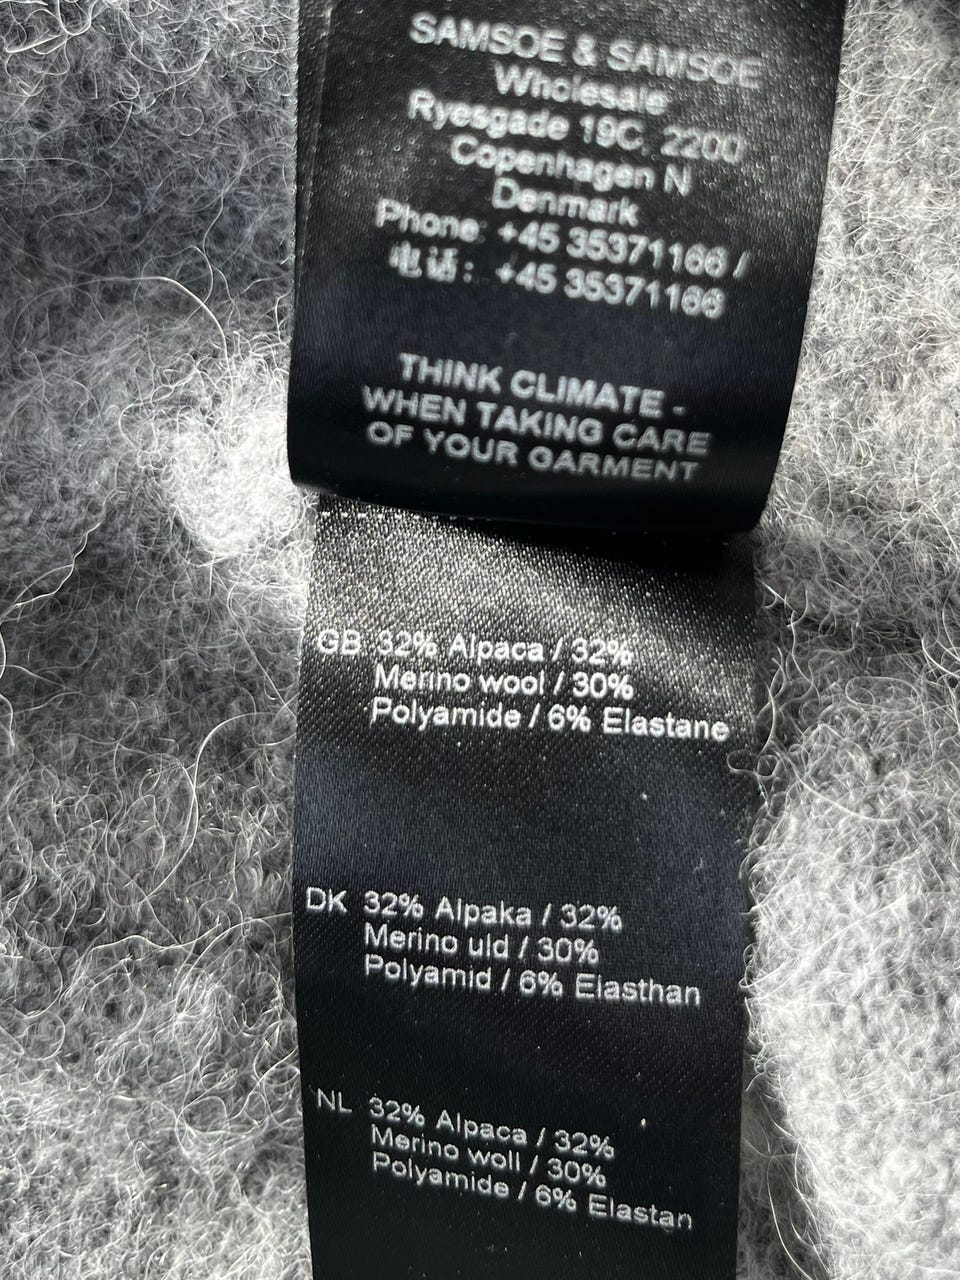 SAMSOE & SAMSOE
Wholesale
Ryesgade 19C, 2200
Copenhagen N
Denmark
Phone: +45 35371166 /
电话： +45 35371166
THINK CLIMATE -
WHEN TAKING CARE
OF YOUR GARMENT
GB 32% Alpaca / 32%
Merino wool / 30%
Polyamide / 6% Elastane
DK 32% Alpaka / 32%
Merino uld / 30%
Polyamid / 6% Elasthan
NL 32% Alpaca / 32%
Merino woll / 30%
Polyamide / 6% Elastan